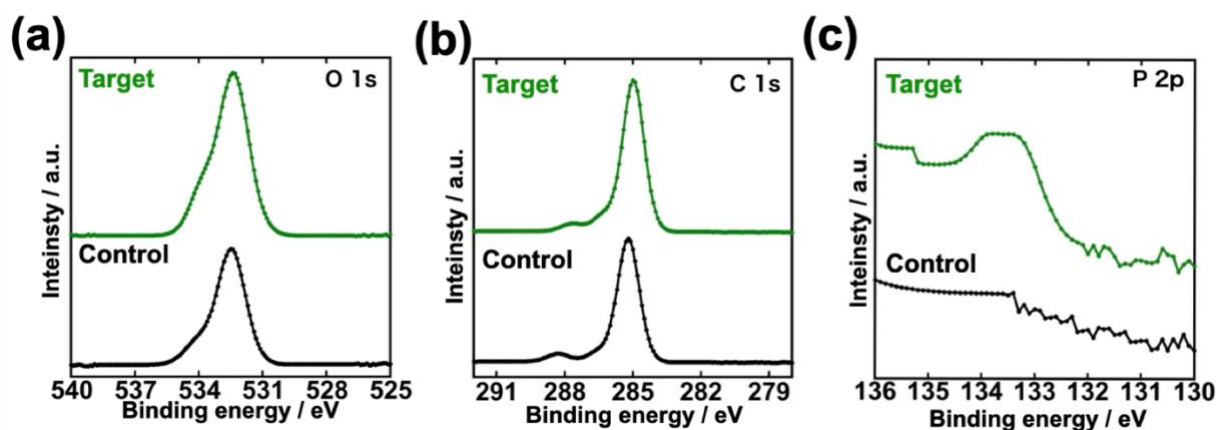 (a)
Target
O 1s
Control
Inteinsty / a.u.
540 537 534 531 528 525
Binding energy / eV
(b)
Target
C 1s
Control
Inteinsty / a.u.
291 288 285 282 279
Binding energy / eV
(c)
Target
P 2p
Control
Inteinsty / a.u.
136 135 134 133 132 131 130
Binding energy / eV